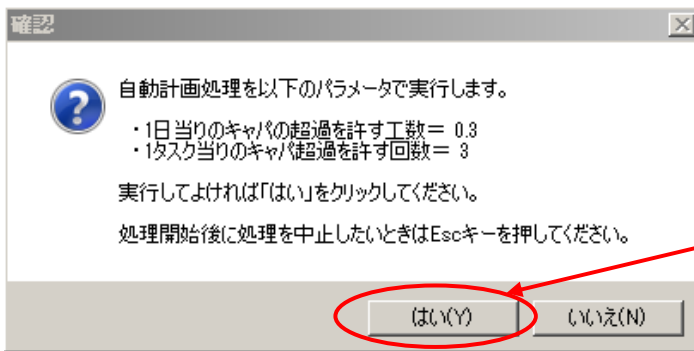 確認
自動計画処理を以下のパラメータで実行します。
・1日当りのキャパの超過を許す工数＝ 0.3
・1タスク当りのキャパ超過を許す回数＝ 3
実行してよければ「はい」をクリックしてください。
処理開始後に処理を中止したいときはEscキーを押してください。
はい(Y)
いいえ(N)